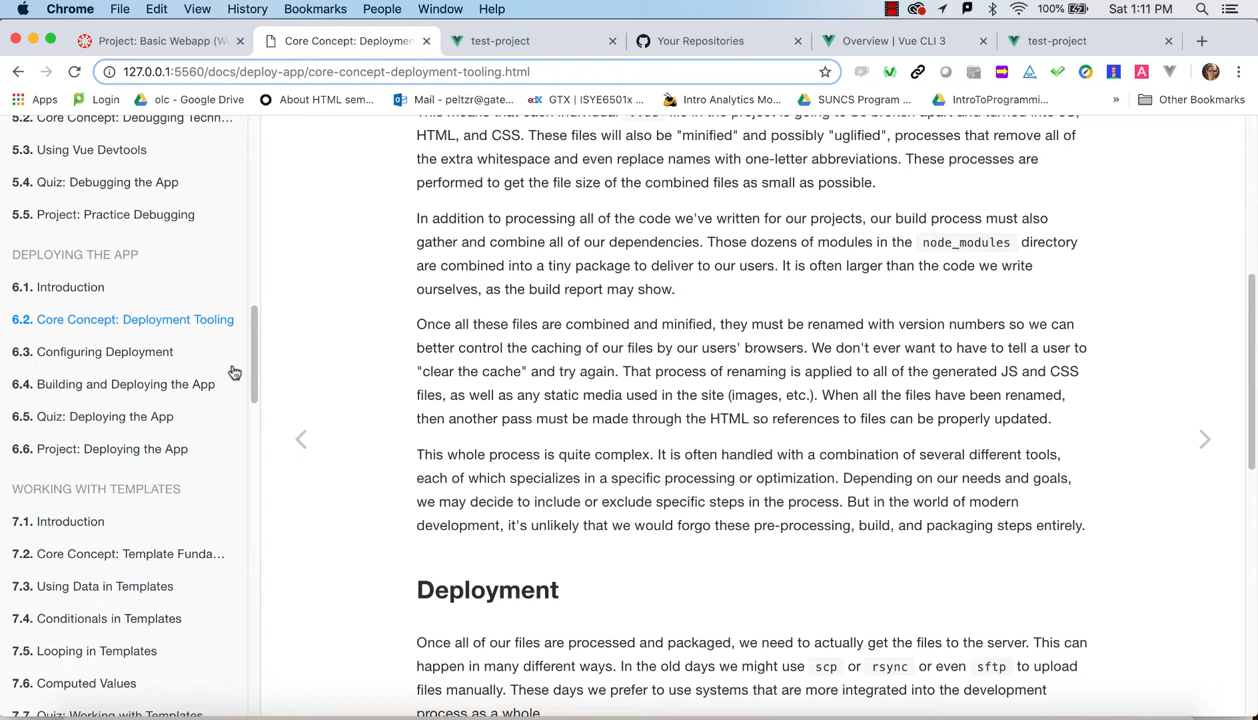 Chrome File Edit View History Bookmarks People Window Help 100% Sat 1:11 PM
Project: Basic Webapp (W Core Concept: Deployme test-project Your Repositories Overview | Vue CLI 3 test-project
127.0.0.1:5560/docs/deploy-app/core-concept-deployment-tooling.html
Apps Login olc - Google Drive About HTML sem... Mail - peltzr@gate... GTX | ISYE6501x ... Intro Analytics Mo... SUNCS Program ... IntroToProgrammi... » Other Bookmarks
5.2. Core Concept: Debugging Techn...
5.3. Using Vue Devtools
5.4. Quiz: Debugging the App
5.5. Project: Practice Debugging
DEPLOYING THE APP
6.1. Introduction
6.2. Core Concept: Deployment Tooling
6.3. Configuring Deployment
6.4. Building and Deploying the App
6.5. Quiz: Deploying the App
6.6. Project: Deploying the App
WORKING WITH TEMPLATES
7.1. Introduction
7.2. Core Concept: Template Funda...
7.3. Using Data in Templates
7.4. Conditionals in Templates
7.5. Looping in Templates
7.6. Computed Values
7.7. Quiz: Working with Templates
HTML, and CSS. These files will also be "minified" and possibly "uglified", processes that remove all of
the extra whitespace and even replace names with one-letter abbreviations. These processes are
performed to get the file size of the combined files as small as possible.
In addition to processing all of the code we've written for our projects, our build process must also
gather and combine all of our dependencies. Those dozens of modules in the node_modules directory
are combined into a tiny package to deliver to our users. It is often larger than the code we write
ourselves, as the build report may show.
Once all these files are combined and minified, they must be renamed with version numbers so we can
better control the caching of our files by our users' browsers. We don't ever want to have to tell a user to
"clear the cache" and try again. That process of renaming is applied to all of the generated JS and CSS
files, as well as any static media used in the site (images, etc.). When all the files have been renamed,
then another pass must be made through the HTML so references to files can be properly updated.
This whole process is quite complex. It is often handled with a combination of several different tools,
each of which specializes in a specific processing or optimization. Depending on our needs and goals,
we may decide to include or exclude specific steps in the process. But in the world of modern
development, it's unlikely that we would forgo these pre-processing, build, and packaging steps entirely.
Deployment
Once all of our files are processed and packaged, we need to actually get the files to the server. This can
happen in many different ways. In the old days we might use scp or rsync or even sftp to upload
files manually. These days we prefer to use systems that are more integrated into the development
process as a whole.